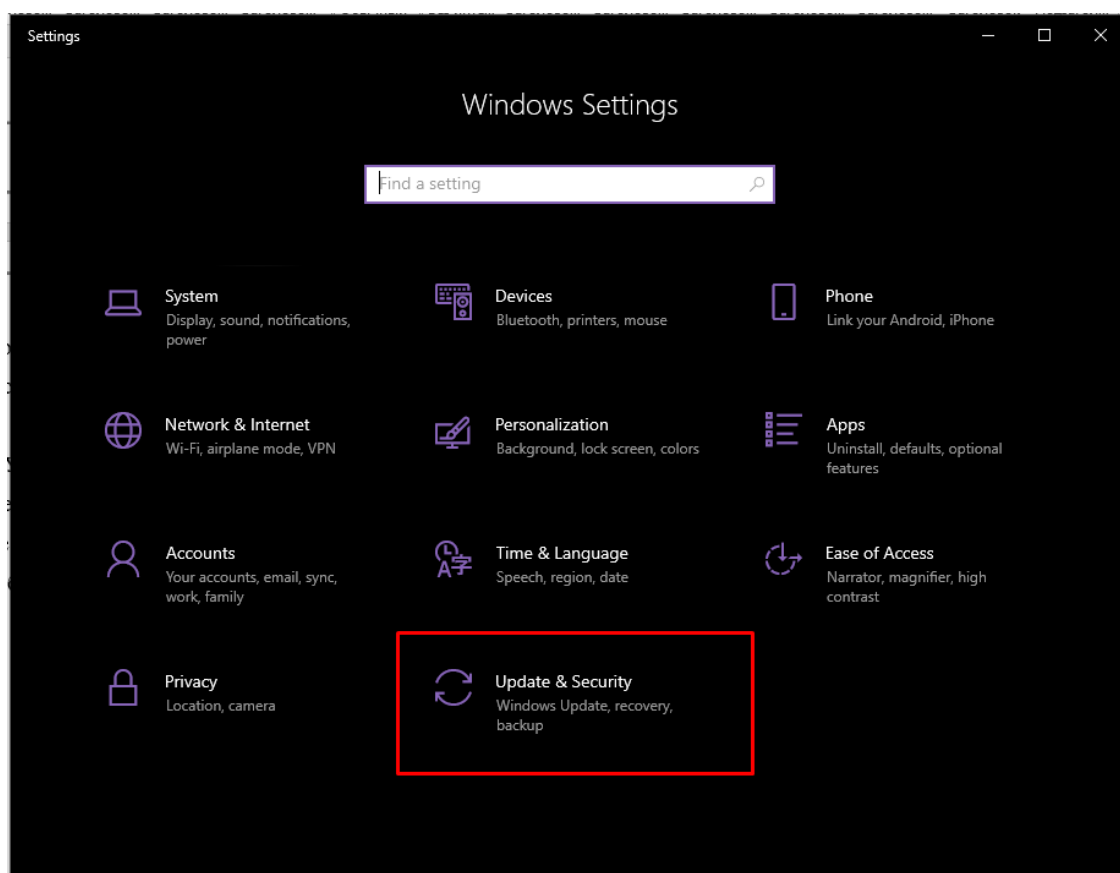 Settings
Windows Settings
Find a setting
System
Display, sound, notifications,
power
Devices
Bluetooth, printers, mouse
Phone
Link your Android, iPhone
Network & Internet
Wi-Fi, airplane mode, VPN
Personalization
Background, lock screen, colors
Apps
Uninstall, defaults, optional
features
Accounts
Your accounts, email, sync,
work, family
Time & Language
Speech, region, date
Ease of Access
Narrator, magnifier, high
contrast
Privacy
Location, camera
Update & Security
Windows Update, recovery,
backup